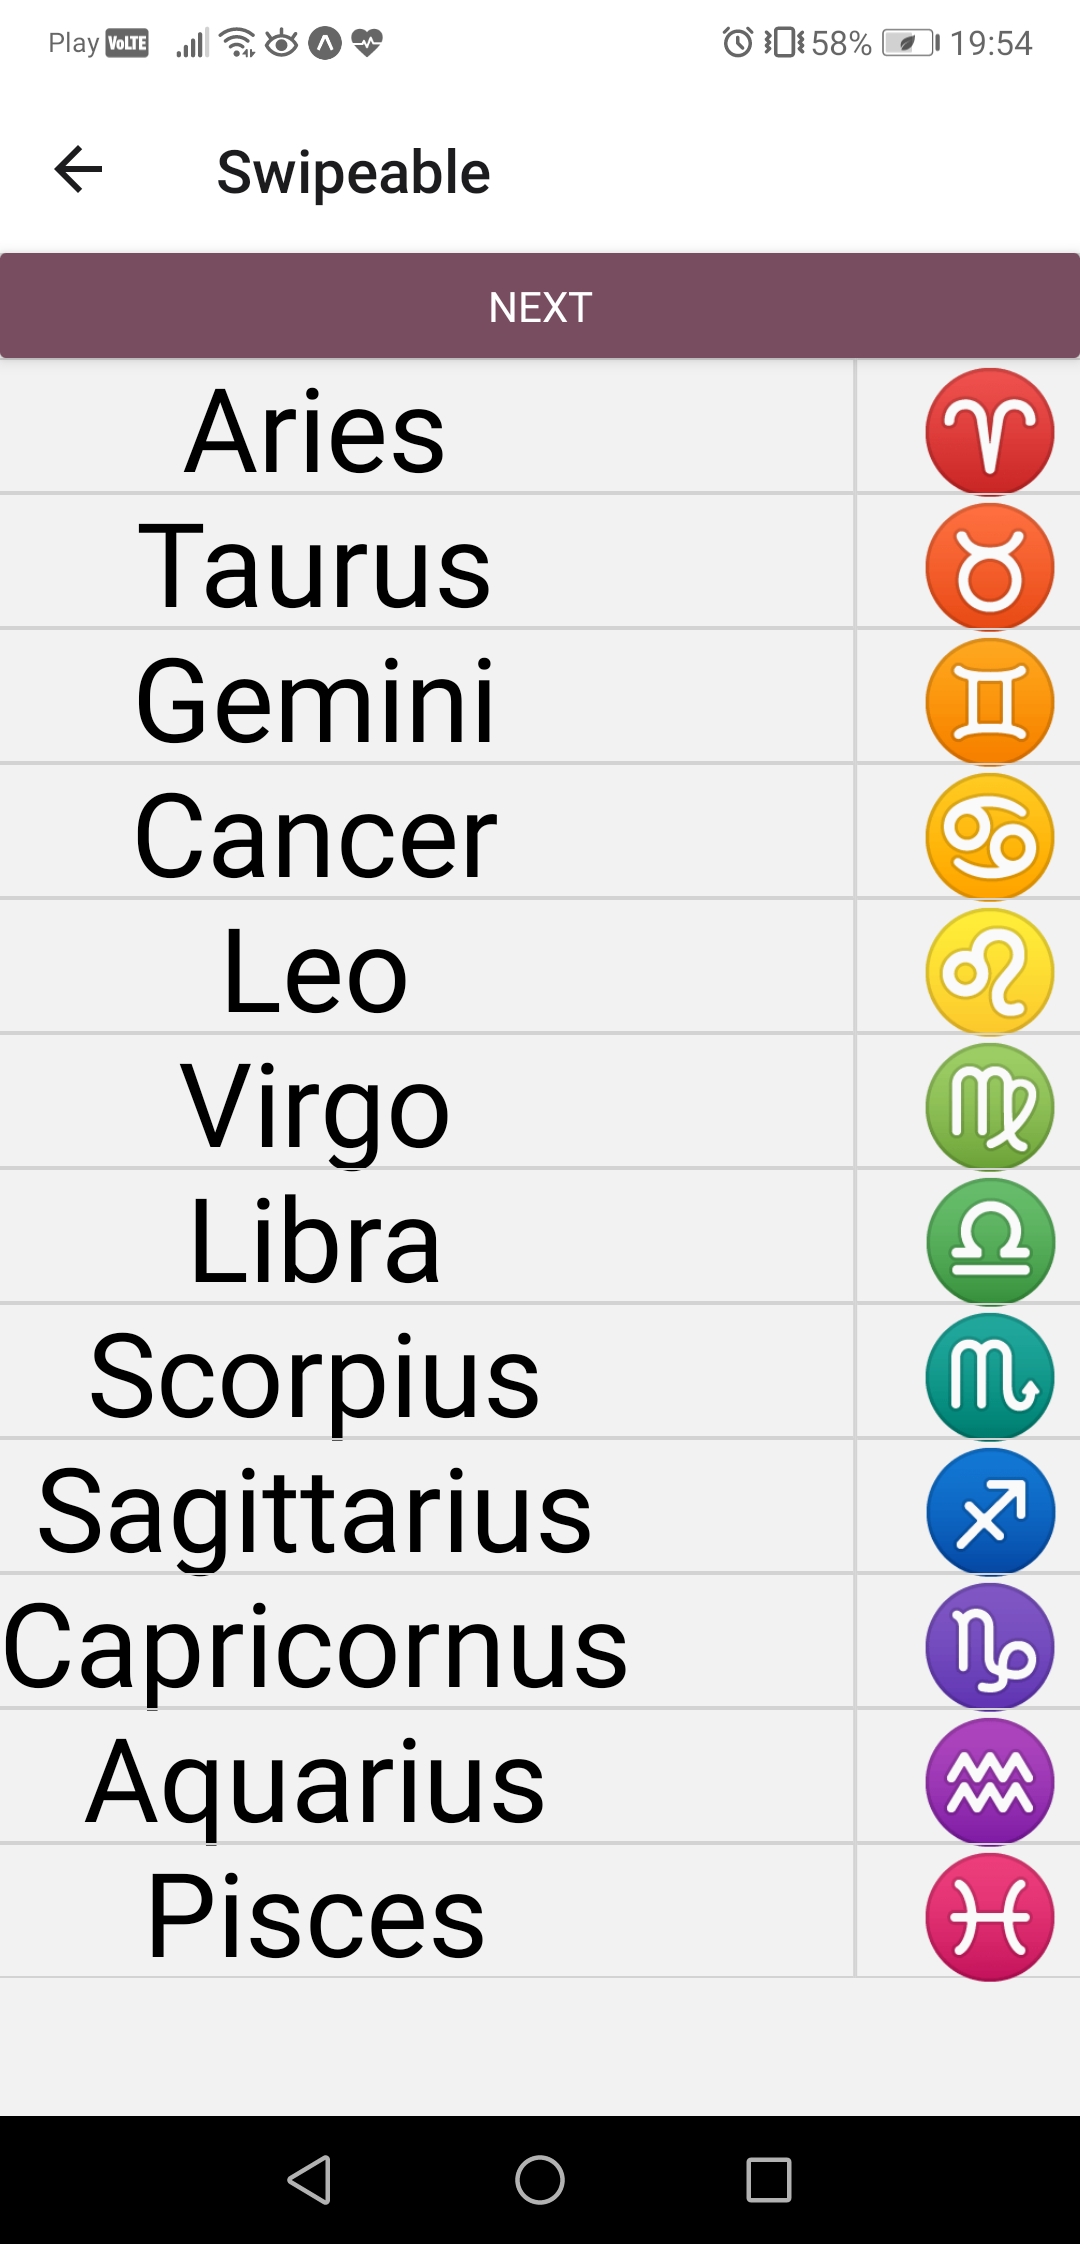 Play VoLTE 58% 19:54
Swipeable
NEXT
Aries ♈
Taurus ♉
Gemini ♊
Cancer ♋
Leo ♌
Virgo ♍
Libra ♎
Scorpius ♏
Sagittarius ♐
Capricornus ♑
Aquarius ♒
Pisces ♓